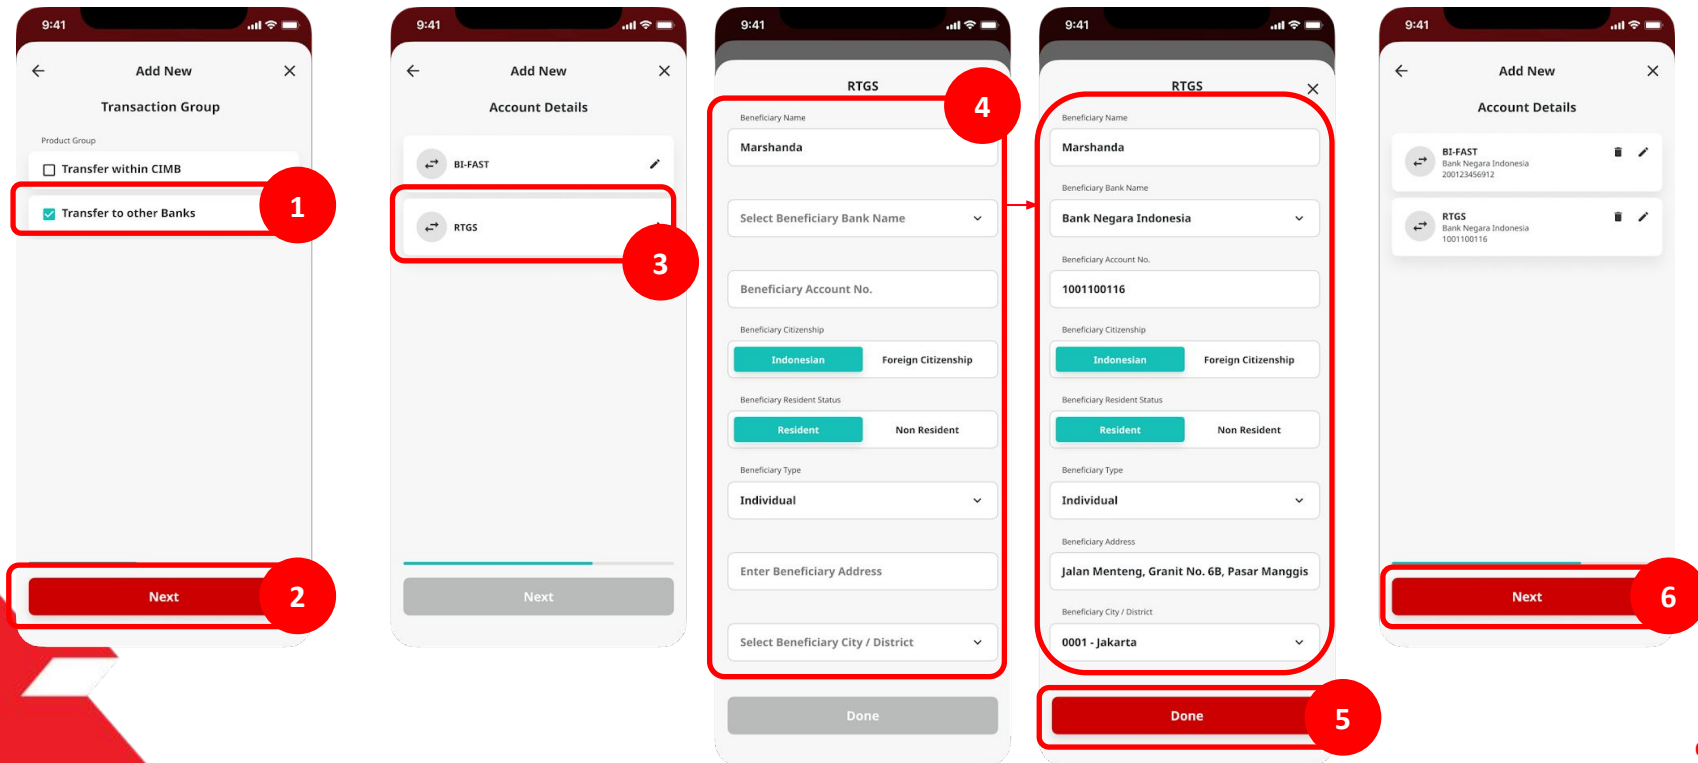 9:41
Add New
Transaction Group
Product Group
Transfer within CIMB
Transfer to other Banks
1
Next
2
9:41
Add New
Account Details
BI-FAST
RTGS
3
Next
9:41
RTGS
4
Beneficiary Name
Marshanda
Select Beneficiary Bank Name
Beneficiary Account No.
Beneficiary Citizenship
Indonesian
Foreign Citizenship
Beneficiary Resident Status
Resident
Non Resident
Beneficiary Type
Individual
Enter Beneficiary Address
Select Beneficiary City / District
Done
9:41
RTGS
Beneficiary Name
Marshanda
Beneficiary Bank Name
Bank Negara Indonesia
Beneficiary Account No.
1001100116
Beneficiary Citizenship
Indonesian
Foreign Citizenship
Beneficiary Resident Status
Resident
Non Resident
Beneficiary Type
Individual
Beneficiary Address
Jalan Menteng, Granit No. 6B, Pasar Manggis
Beneficiary City / District
0001 - Jakarta
Done
5
9:41
Add New
Account Details
BI-FAST
Bank Negara Indonesia
200123456912
RTGS
Bank Negara Indonesia
1001100116
Next
6